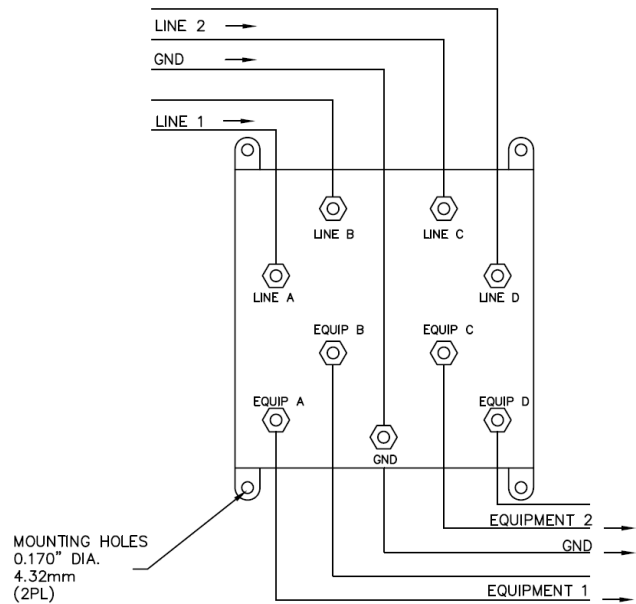 LINE 2
GND
LINE 1
LINE B
LINE C
LINE A
LINE D
EQUIP B
EQUIP C
EQUIP A
EQUIP D
GND
EQUIPMENT 2
GND
EQUIPMENT 1
MOUNTING HOLES
0.170" DIA.
4.32mm
(2PL)